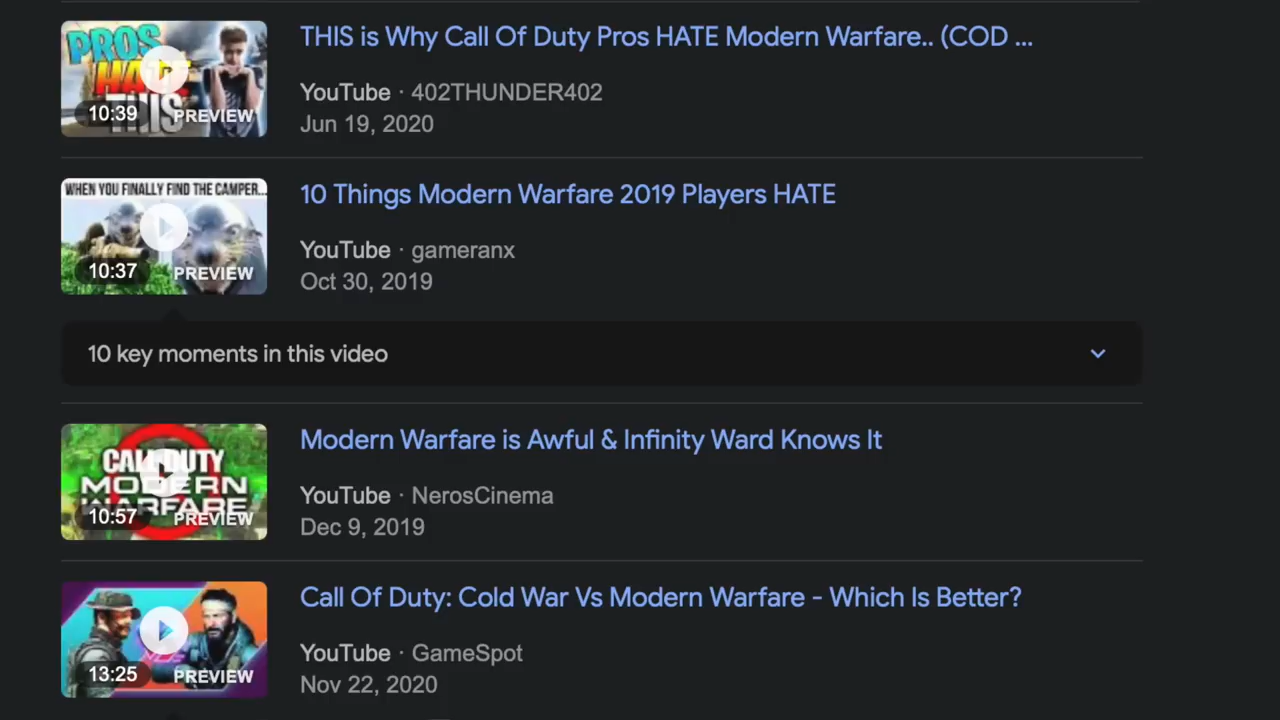 PROS
HATE
THIS
10:39
PREVIEW
THIS is Why Call Of Duty Pros HATE Modern Warfare.. (COD ...
YouTube · 402THUNDER402
Jun 19, 2020
WHEN YOU FINALLY FIND THE CAMPER...
10:37
PREVIEW
10 Things Modern Warfare 2019 Players HATE
YouTube · gameranx
Oct 30, 2019
10 key moments in this video
CALL DUTY
MODERN
WARFARE
10:57
PREVIEW
Modern Warfare is Awful & Infinity Ward Knows It
YouTube · NerosCinema
Dec 9, 2019
13:25
PREVIEW
Call Of Duty: Cold War Vs Modern Warfare - Which Is Better?
YouTube · GameSpot
Nov 22, 2020